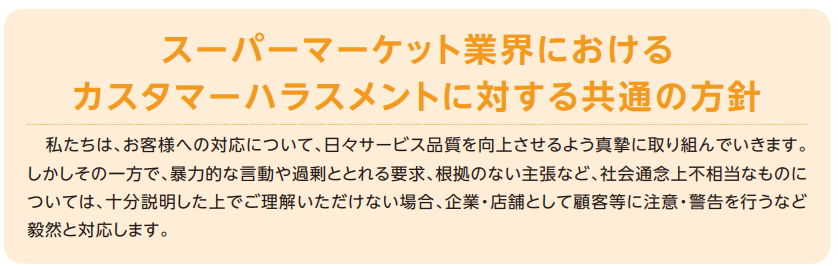 スーパーマーケット業界における
カスタマーハラスメントに対する共通の方針
私たちは、お客様への対応について、日々サービス品質を向上させるよう真摯に取り組んでいきます。
しかしその一方で、暴力的な言動や過剰ととれる要求、根拠のない主張など、社会通念上不相当なものに
ついては、十分説明した上でご理解いただけない場合、企業・店舗として顧客等に注意・警告を行うなど
毅然と対応します。